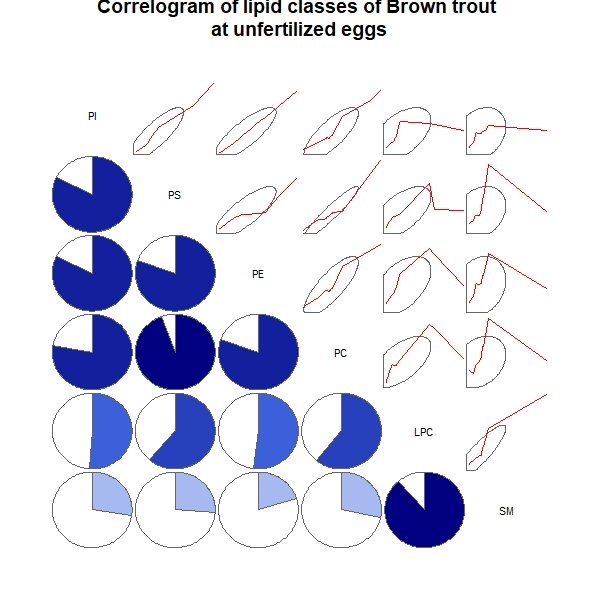 Correlogram of lipid classes of Brown trout
at unfertilized eggs
PI
PS
PE
PC
LPC
SM